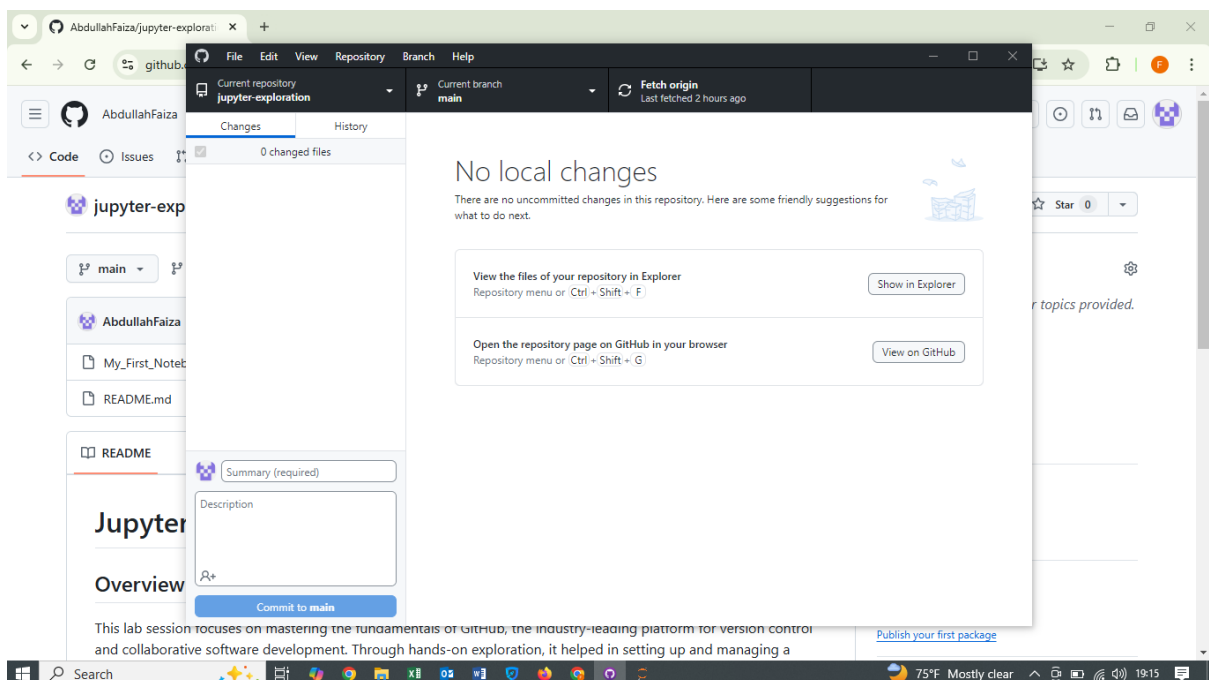 AbdullahFaiza/jupyter-explorati
github.
File Edit View Repository Branch Help
Current repository
jupyter-exploration
Current branch
main
Fetch origin
Last fetched 2 hours ago
AbdullahFaiza
Changes History
<> Code Issues
0 changed files
No local changes
There are no uncommitted changes in this repository. Here are some friendly suggestions for
what to do next.
jupyter-exp
Star 0
main
View the files of your repository in Explorer
Repository menu or Ctrl + Shift + F
Show in Explorer
r topics provided.
AbdullahFaiza
Open the repository page on GitHub in your browser
Repository menu or Ctrl + Shift + G
View on GitHub
My_First_Noteb
README.md
README
Summary (required)
Description
Jupyter
Overview
Commit to main
This lab session focuses on mastering the fundamentals of GitHub, the industry-leading platform for version control
and collaborative software development. Through hands-on exploration, it helped in setting up and managing a
Publish your first package
Search
75°F Mostly clear
19:15